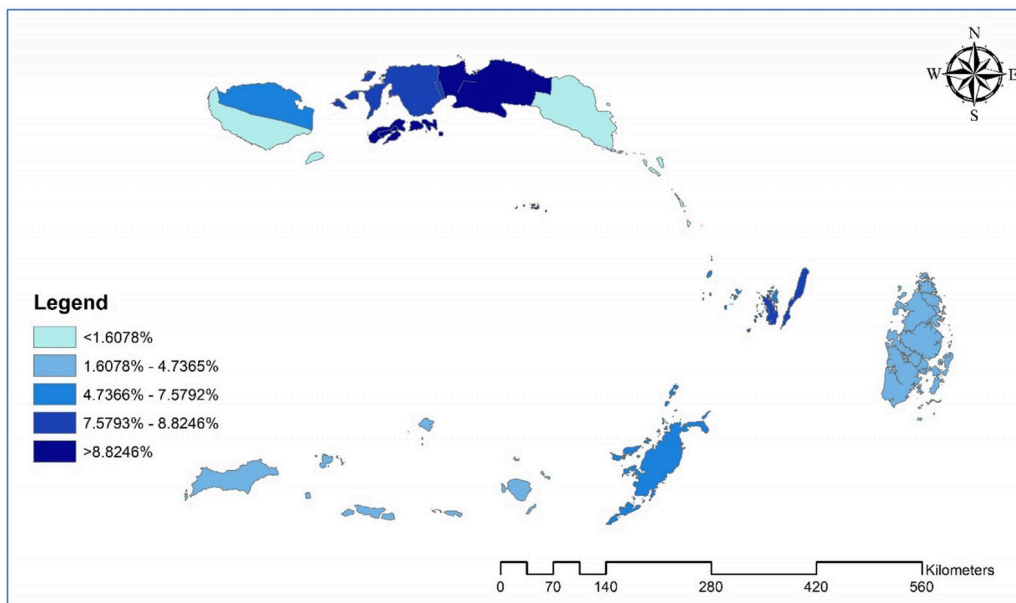 N
W E
S
Legend
<1.6078%
1.6078% - 4.7365%
4.7366% - 7.5792%
7.5793% - 8.8246%
>8.8246%
Kilometers
0 70 140 280 420 560